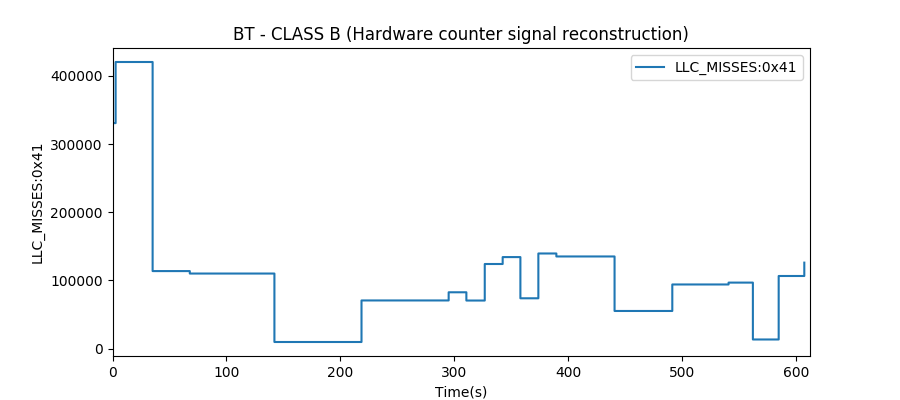 BT - CLASS B (Hardware counter signal reconstruction)
LLC_MISSES:0x41
400000
300000
200000
100000
0
LLC_MISSES:0x41
0 100 200 300 400 500 600
Time(s)